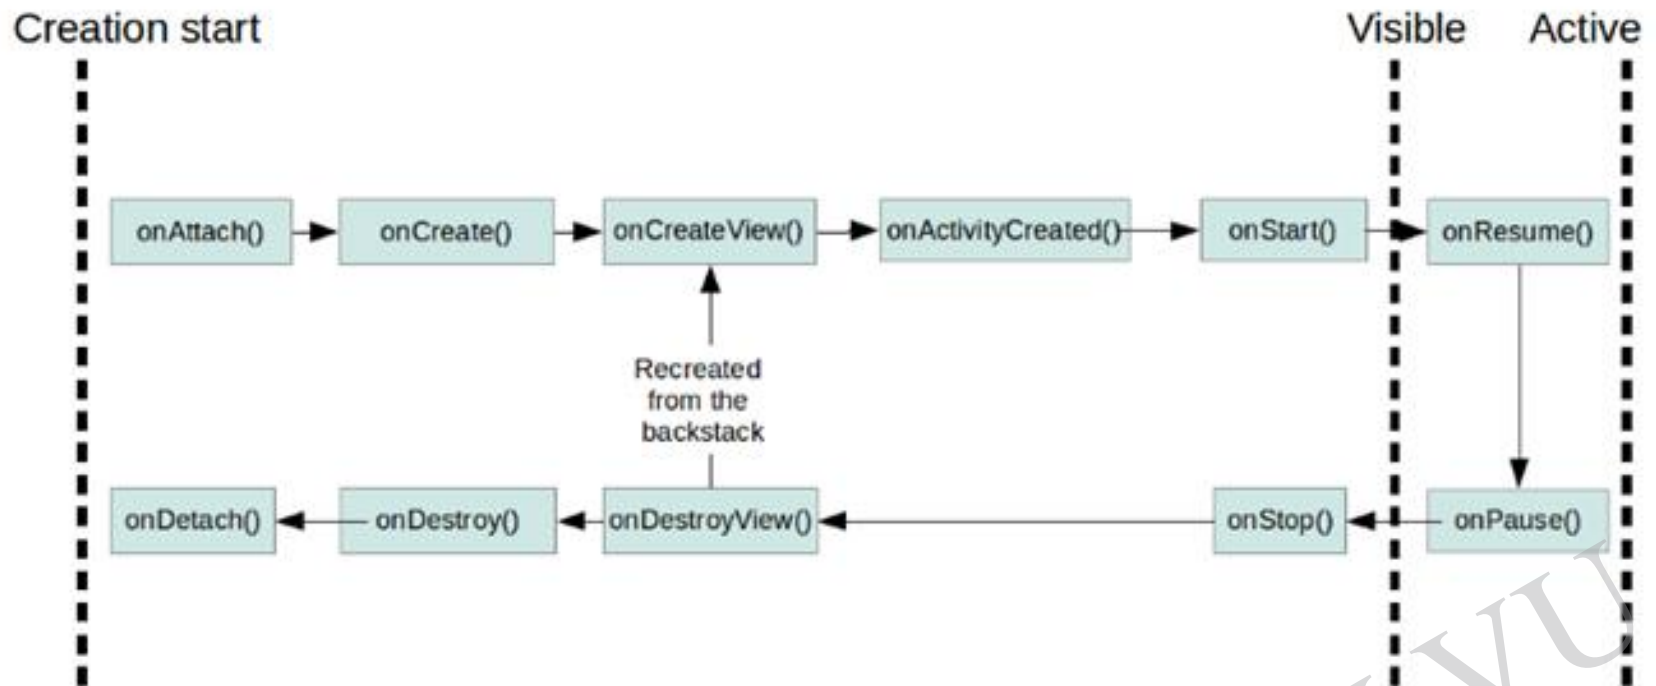 Creation start
Visible
Active
onAttach()
onCreate()
onCreateView()
onActivityCreated()
onStart()
onResume()
Recreated
from the
backstack
onDetach()
onDestroy()
onDestroyView()
onStop()
onPause()
VU